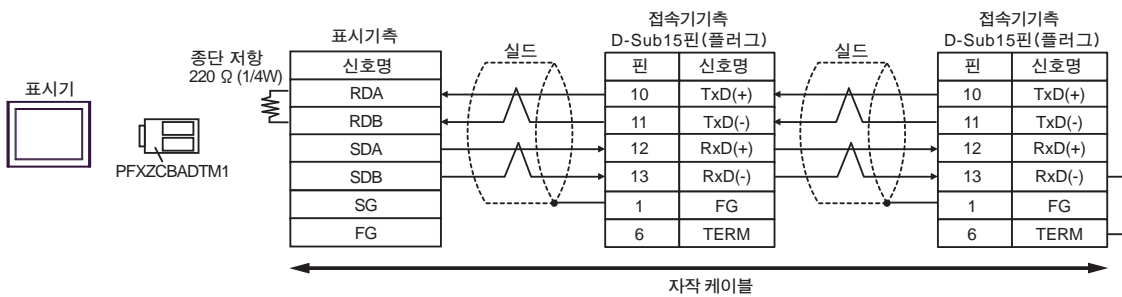 표시기
PFXZCBADTM1
종단 저항
220 Ω (1/4W)
표시기측
신호명
RDA
RDB
SDA
SDB
SG
FG
실드
접속기기측
D-Sub15핀(플러그)
핀 신호명
10 TxD(+)
11 TxD(-)
12 RxD(+)
13 RxD(-)
1 FG
6 TERM
실드
접속기기측
D-Sub15핀(플러그)
핀 신호명
10 TxD(+)
11 TxD(-)
12 RxD(+)
13 RxD(-)
1 FG
6 TERM
자작 케이블